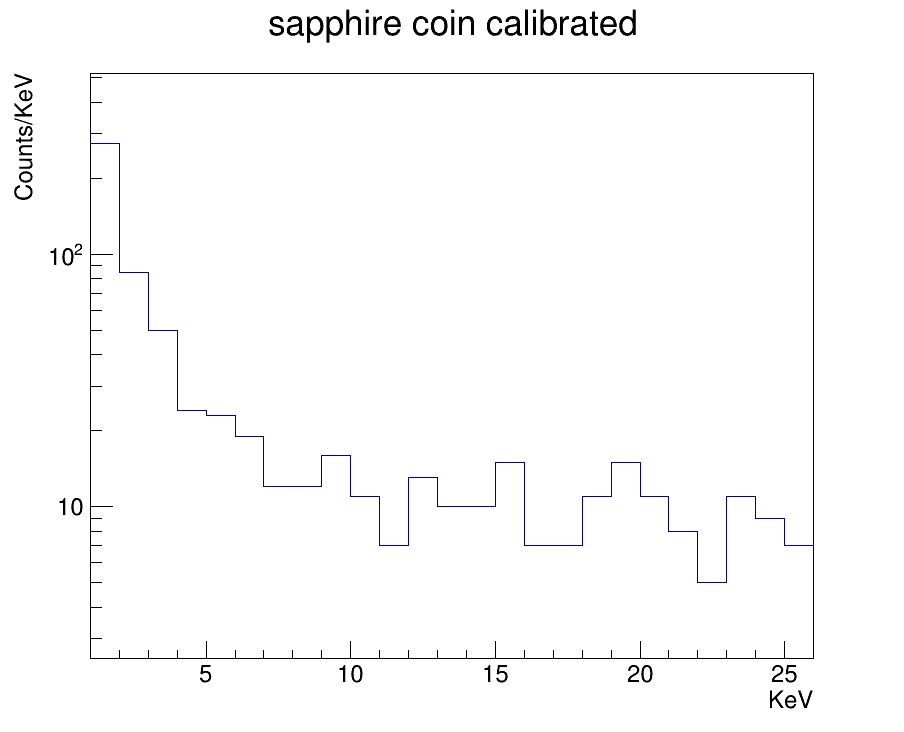 sapphire coin calibrated
Counts/KeV
10²
10
5 10 15 20 25
KeV